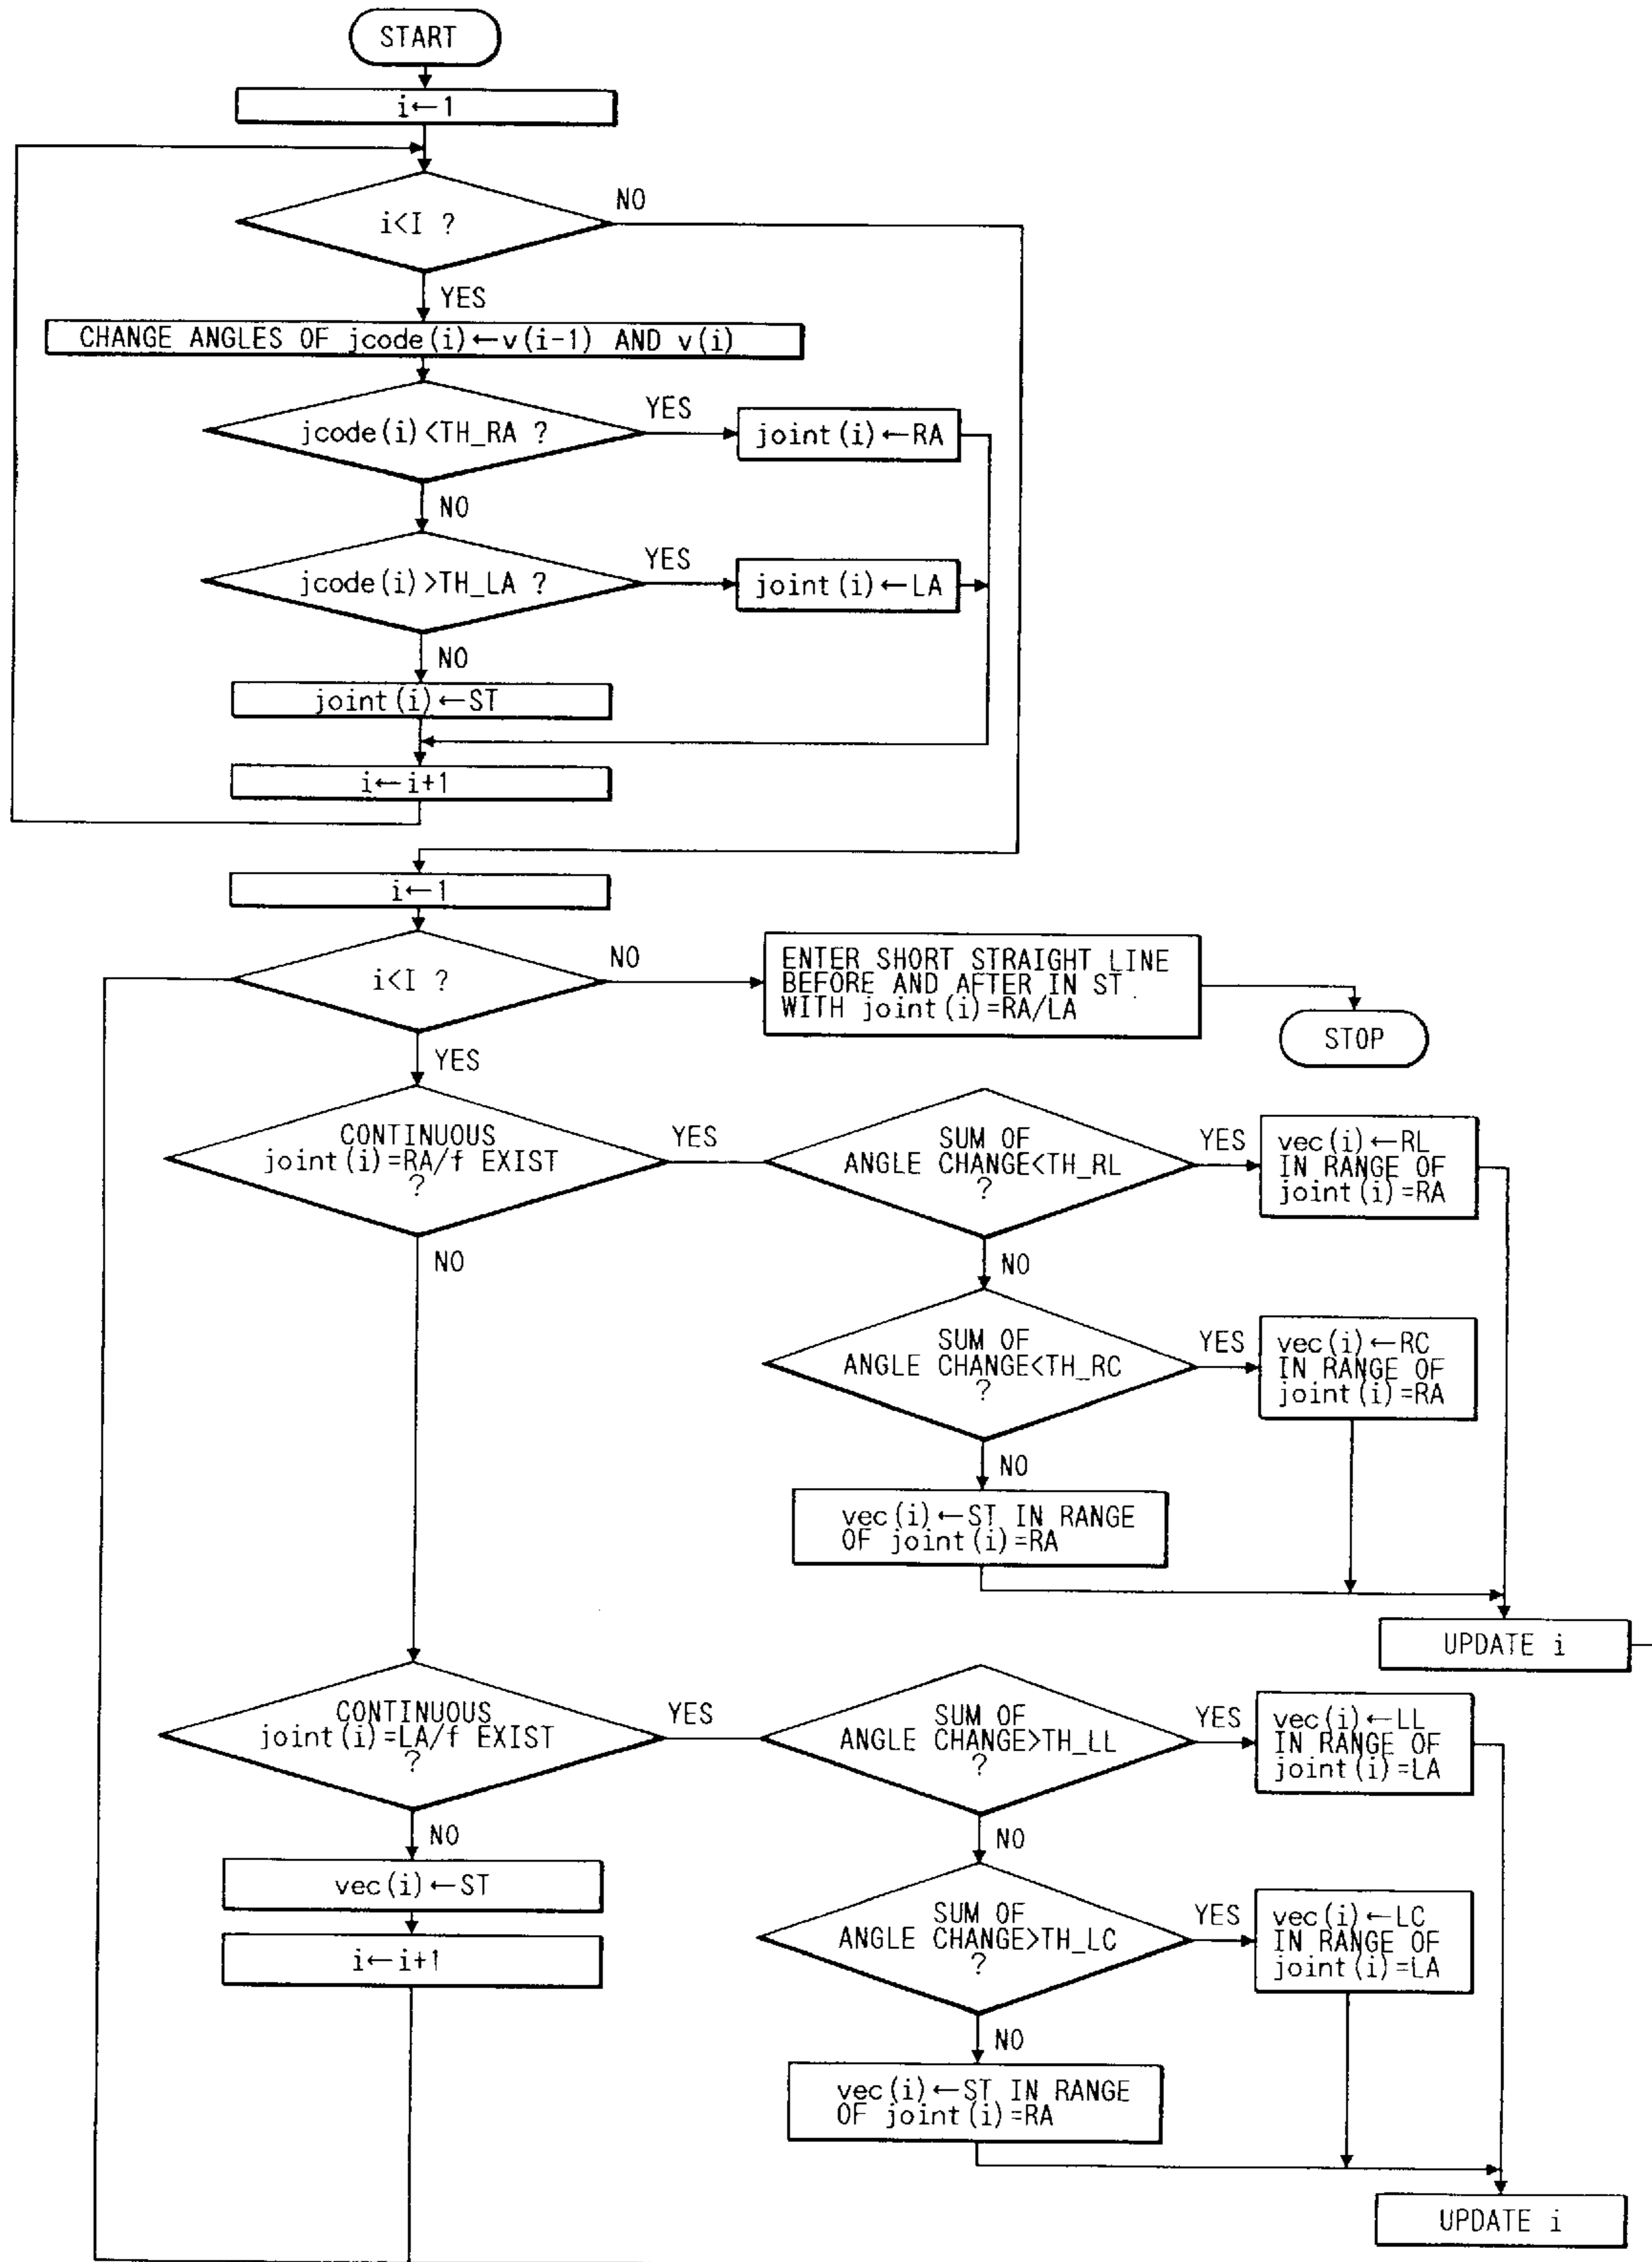 START
i←1
i<I ?
NO
YES
CHANGE ANGLES OF jcode(i)←v(i-1) AND v(i)
jcode(i)<TH_RA ?
YES
joint(i)←RA
NO
jcode(i)>TH_LA ?
YES
joint(i)←LA
NO
joint(i)←ST
i←i+1
i←1
i<I ?
NO
ENTER SHORT STRAIGHT LINE
BEFORE AND AFTER IN ST
WITH joint(i)=RA/LA
STOP
YES
CONTINUOUS
joint(i)=RA/f EXIST
?
YES
SUM OF
ANGLE CHANGE<TH_RL
?
YES
vec(i)←RL
IN RANGE OF
joint(i)=RA
NO
NO
SUM OF
ANGLE CHANGE<TH_RC
?
YES
vec(i)←RC
IN RANGE OF
joint(i)=RA
NO
vec(i)←ST IN RANGE
OF joint(i)=RA
UPDATE i
CONTINUOUS
joint(i)=LA/f EXIST
?
YES
SUM OF
ANGLE CHANGE>TH_LL
?
YES
vec(i)←LL
IN RANGE OF
joint(i)=LA
NO
NO
vec(i)←ST
i←i+1
SUM OF
ANGLE CHANGE>TH_LC
?
YES
vec(i)←LC
IN RANGE OF
joint(i)=LA
NO
vec(i)←ST IN RANGE
OF joint(i)=RA
UPDATE i